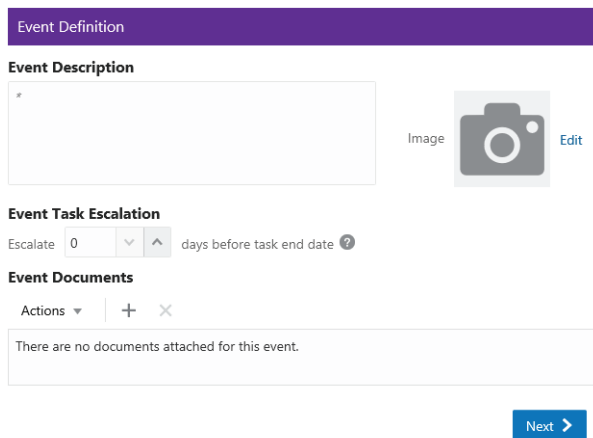 Event Definition
Event Description
*
Image Edit
Event Task Escalation
Escalate 0 days before task end date ?
Event Documents
Actions
There are no documents attached for this event.
Next